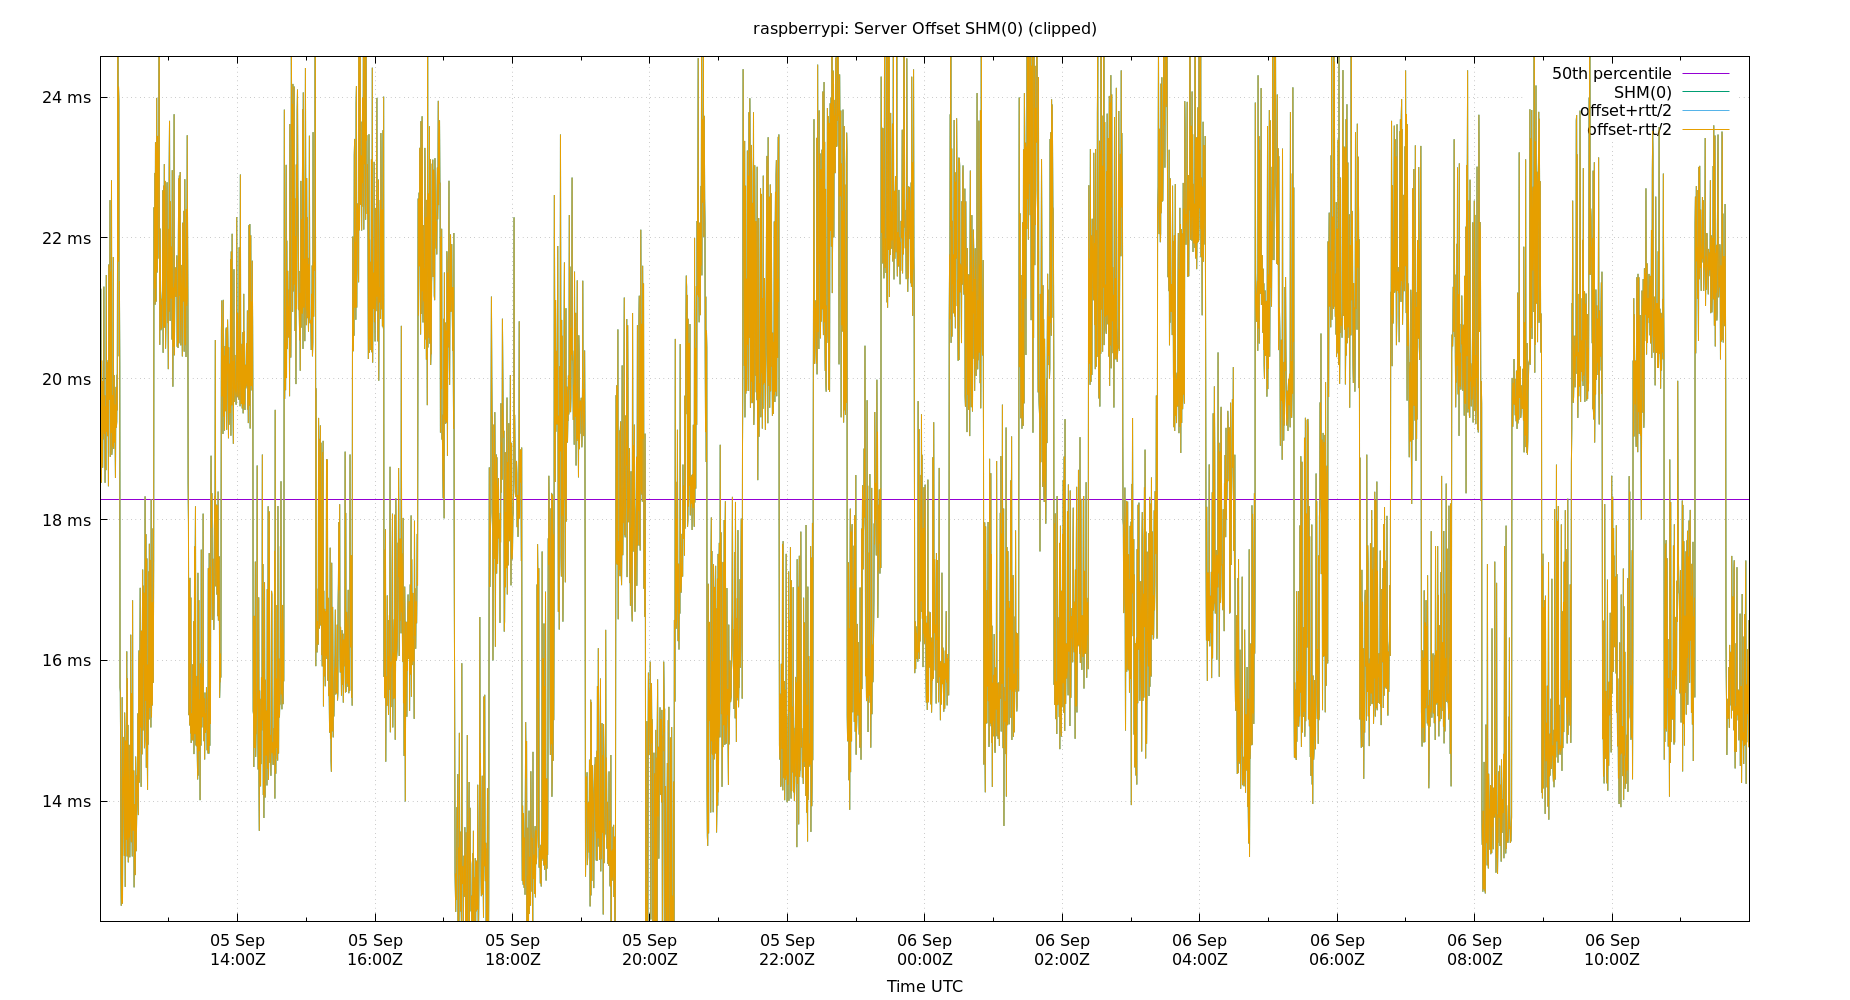 raspberrypi: Server Offset SHM(0) (clipped)
50th percentile
SHM(0)
offset+rtt/2
offset-rtt/2
24 ms
22 ms
20 ms
18 ms
16 ms
14 ms
05 Sep 05 Sep 05 Sep 05 Sep 05 Sep 06 Sep 06 Sep 06 Sep 06 Sep 06 Sep 06 Sep
14:00Z 16:00Z 18:00Z 20:00Z 22:00Z 00:00Z 02:00Z 04:00Z 06:00Z 08:00Z 10:00Z
Time UTC